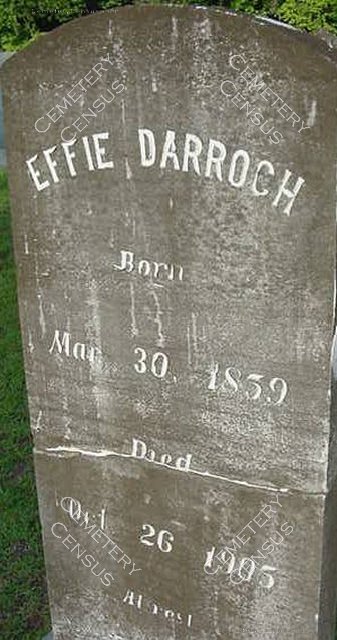 EFFIE DARROCH
Born
Mar 30, 1839
Died
Oct 26 1905
At rest
Cemetery
Census
Cemetery
Census
Cemetery
Census
Cemetery
Census